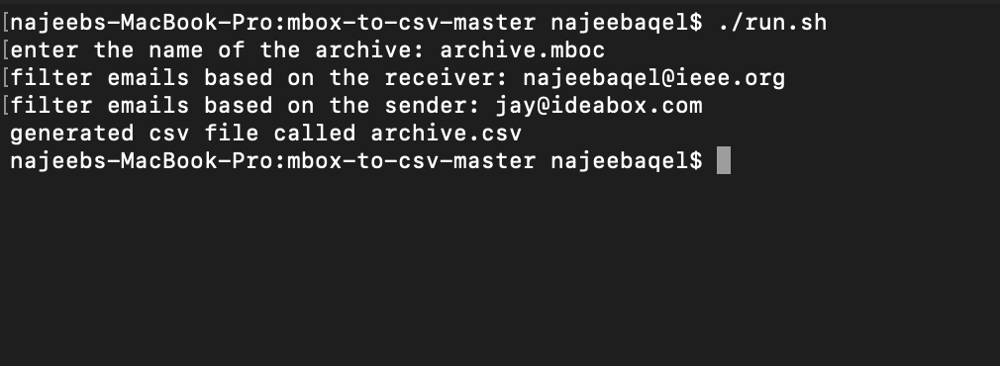 [najeebs-MacBook-Pro:mbox-to-csv-master najeebaqel$ ./run.sh
[enter the name of the archive: archive.mboc
[filter emails based on the receiver: najeebaqel@ieee.org
[filter emails based on the sender: jay@ideabox.com
generated csv file called archive.csv
najeebs-MacBook-Pro:mbox-to-csv-master najeebaqel$